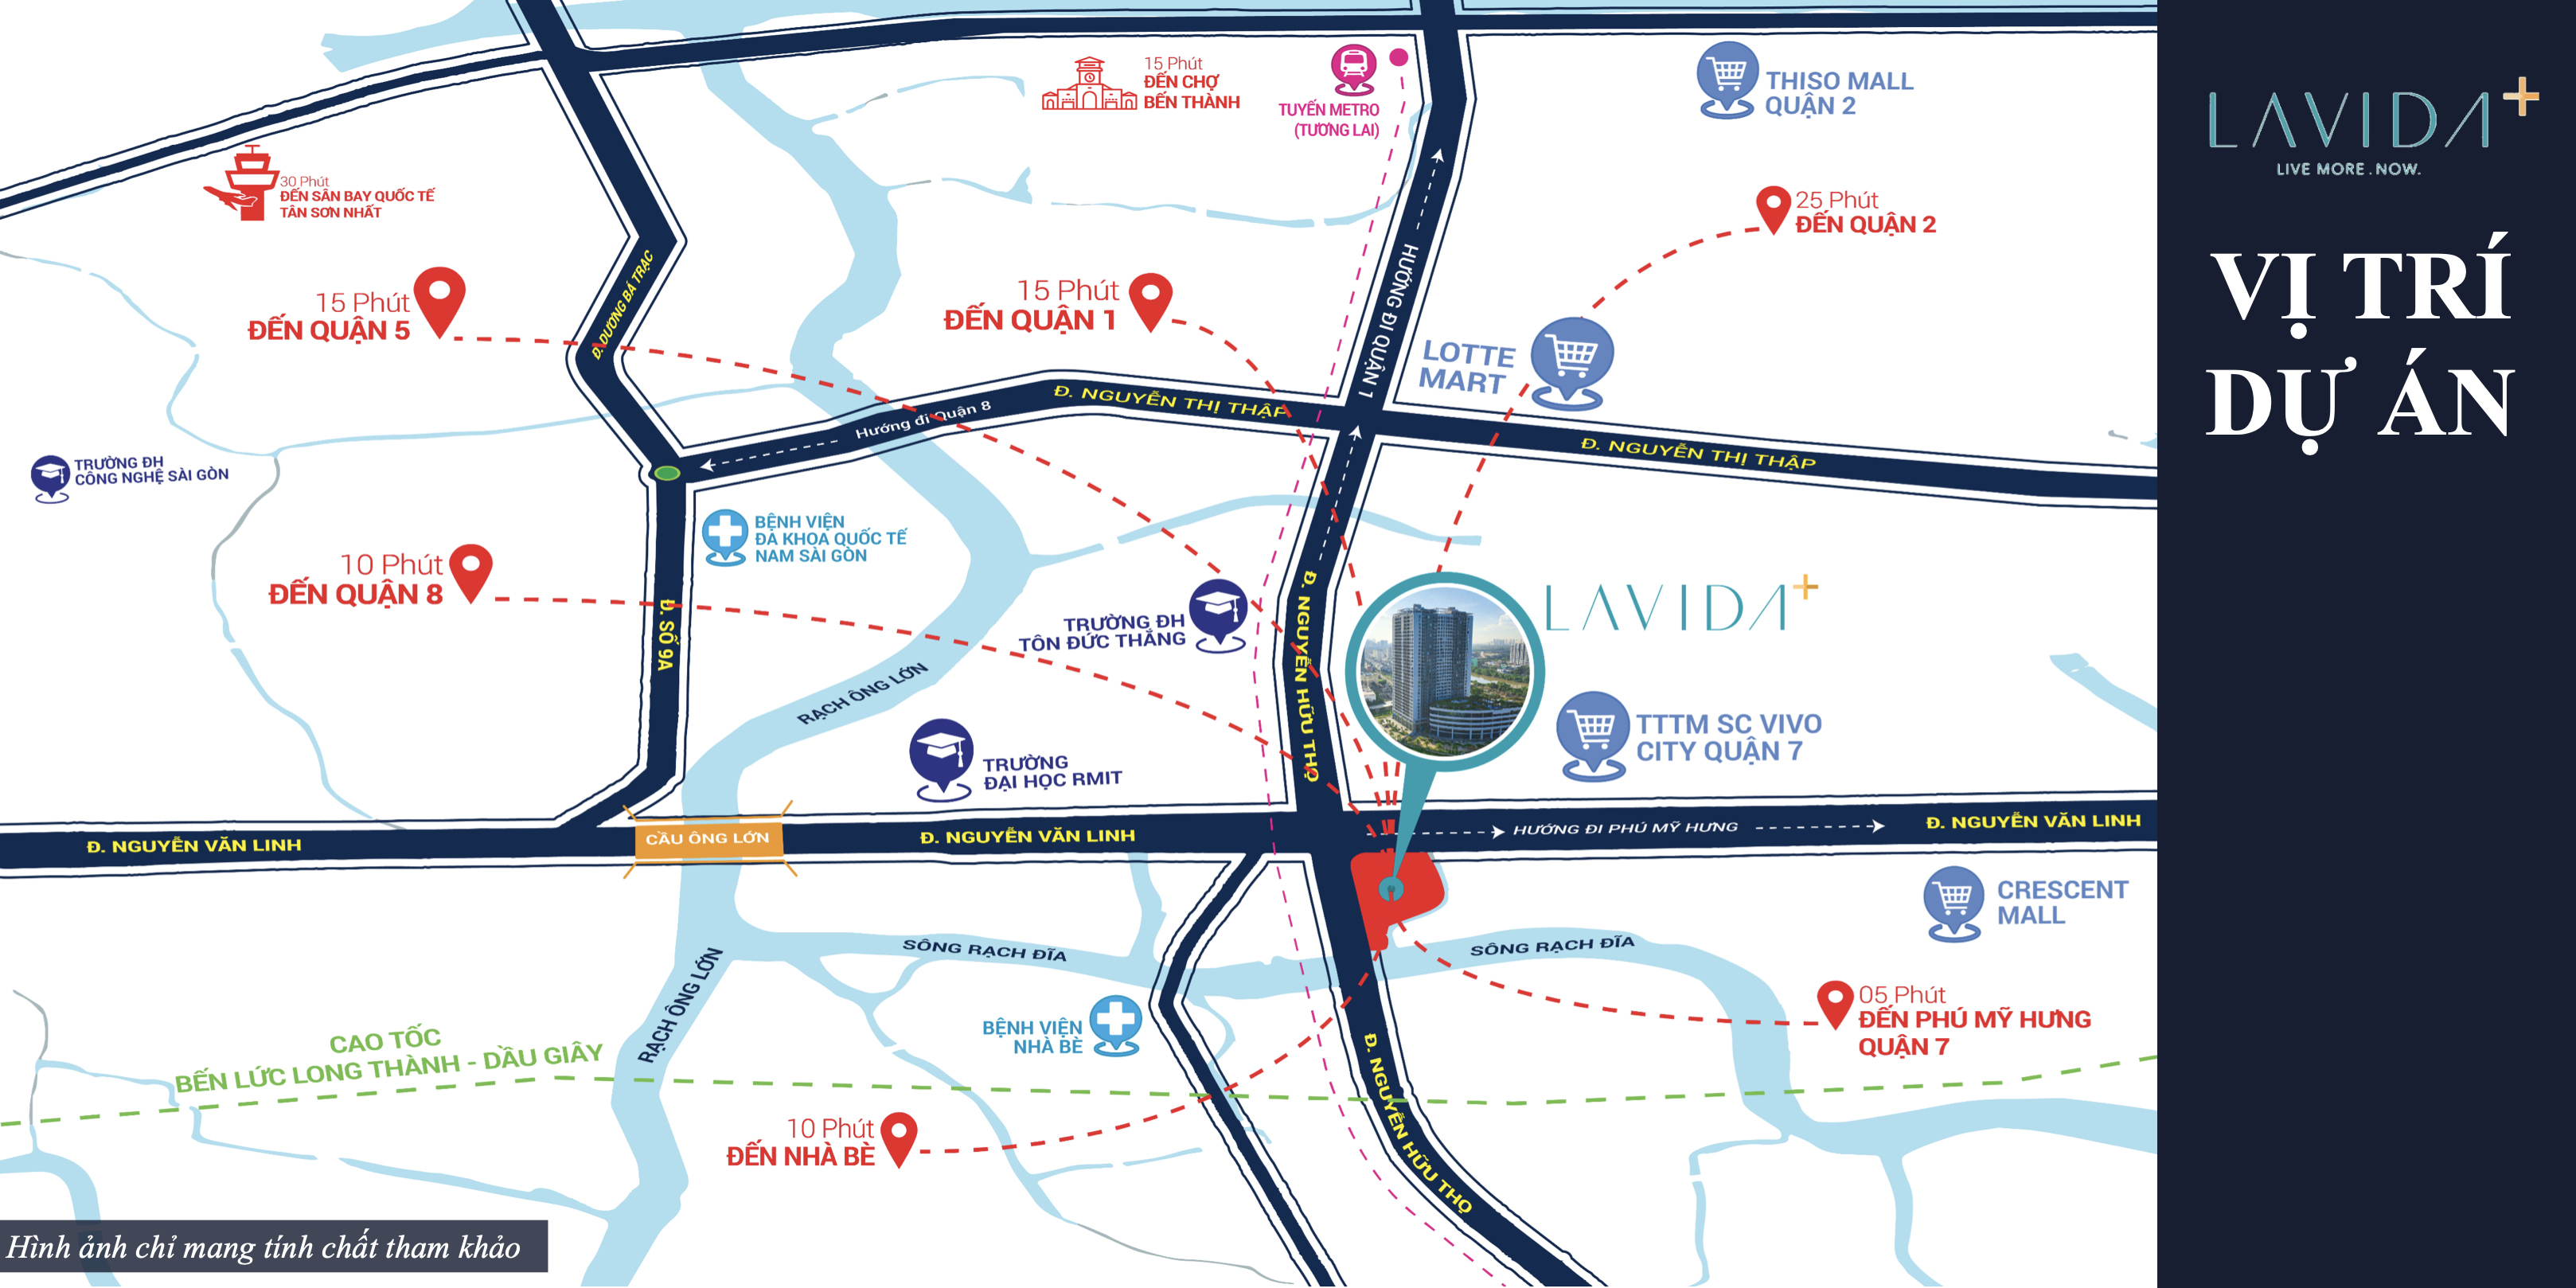 15 Phút
ĐẾN CHỢ
BẾN THÀNH
TUYẾN METRO
(TƯƠNG LAI)
THISO MALL
QUẬN 2
LAVIDA+
LIVE MORE . NOW.
VỊ TRÍ
DỰ ÁN
30 Phút
ĐẾN SÂN BAY QUỐC TẾ
TÂN SƠN NHẤT
25 Phút
ĐẾN QUẬN 2
Đ. DƯƠNG BÁ TRẠC
15 Phút
ĐẾN QUẬN 5
15 Phút
ĐẾN QUẬN 1
HƯỚNG ĐI QUẬN 1
LOTTE
MART
Hướng đi Quận 8
Đ. NGUYỄN THỊ THẬP
Đ. NGUYỄN THỊ THẬP
TRƯỜNG ĐH
CÔNG NGHỆ SÀI GÒN
BỆNH VIỆN
ĐA KHOA QUỐC TẾ
NAM SÀI GÒN
10 Phút
ĐẾN QUẬN 8
Đ. SỐ 9A
TRƯỜNG ĐH
TÔN ĐỨC THẮNG
Đ. NGUYỄN HỮU THỌ
LAVIDA+
RẠCH ÔNG LỚN
TRƯỜNG
ĐẠI HỌC RMIT
TTTM SC VIVO
CITY QUẬN 7
Đ. NGUYỄN VĂN LINH
CẦU ÔNG LỚN
Đ. NGUYỄN VĂN LINH
HƯỚNG ĐI PHÚ MỸ HƯNG
Đ. NGUYỄN VĂN LINH
CRESCENT
MALL
SÔNG RẠCH ĐĨA
SÔNG RẠCH ĐĨA
RẠCH ÔNG LỚN
BỆNH VIỆN
NHÀ BÈ
05 Phút
ĐẾN PHÚ MỸ HƯNG
QUẬN 7
CAO TỐC
BẾN LỨC LONG THÀNH - DẦU GIÂY
Đ. NGUYỄN HỮU THỌ
10 Phút
ĐẾN NHÀ BÈ
Hình ảnh chỉ mang tính chất tham khảo